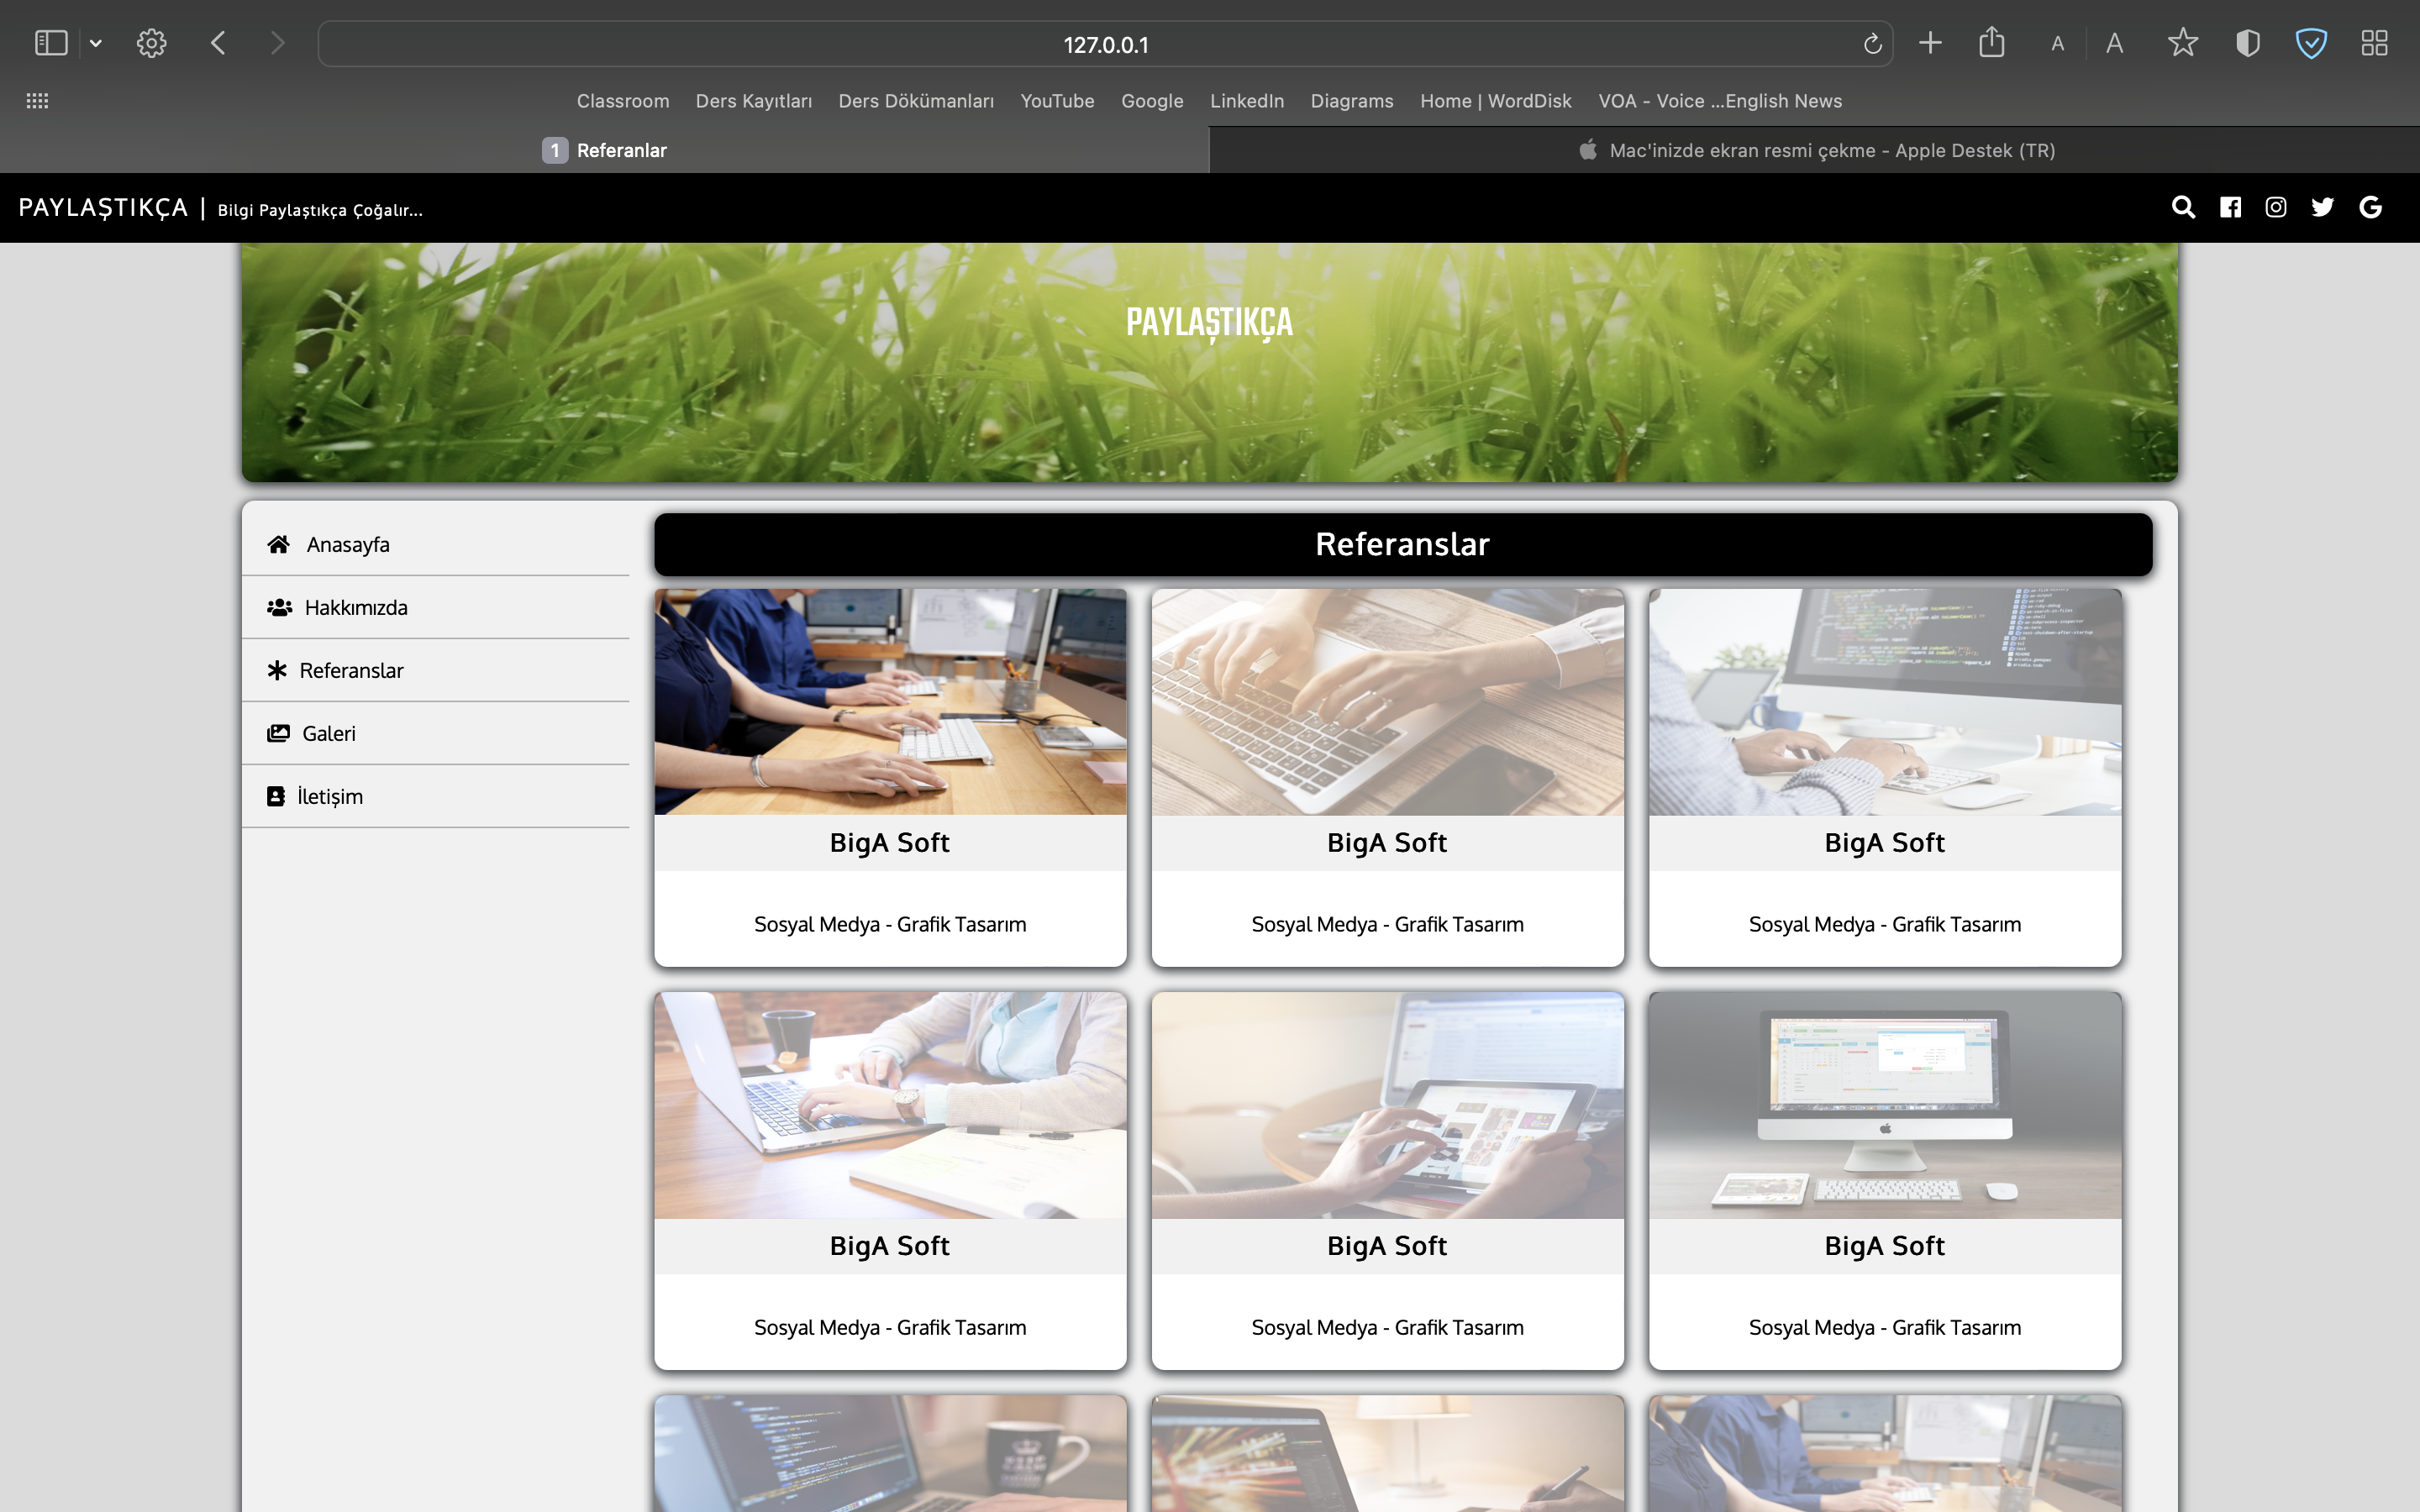 127.0.0.1
A A
Classroom Ders Kayıtları Ders Dökümanları YouTube Google LinkedIn Diagrams Home | WordDisk VOA - Voice ...English News
1 Referanlar
Mac'inizde ekran resmi çekme - Apple Destek (TR)
PAYLAŞTIKÇA | Bilgi Paylaştıkça Çoğalır...
PAYLAŞTIKÇA
Anasayfa
Hakkımızda
Referanslar
Galeri
İletişim
Referanslar
BigA Soft
Sosyal Medya - Grafik Tasarım
BigA Soft
Sosyal Medya - Grafik Tasarım
BigA Soft
Sosyal Medya - Grafik Tasarım
BigA Soft
Sosyal Medya - Grafik Tasarım
BigA Soft
Sosyal Medya - Grafik Tasarım
BigA Soft
Sosyal Medya - Grafik Tasarım